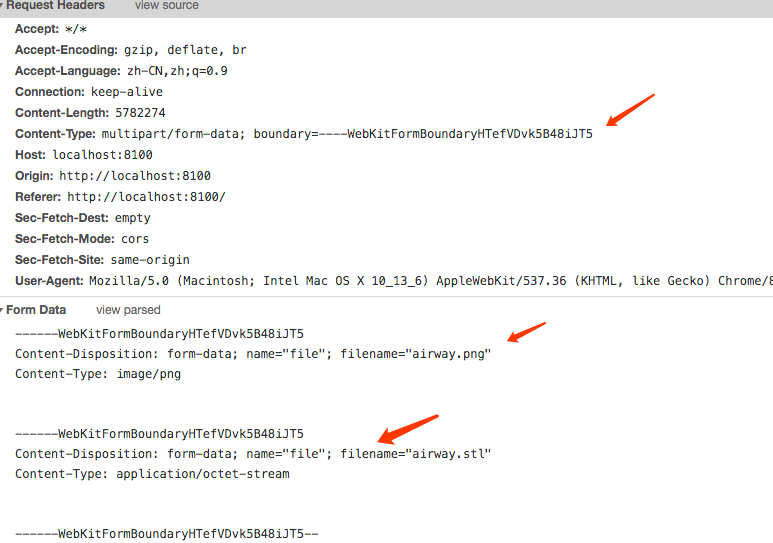 Request Headers view source
Accept: */*
Accept-Encoding: gzip, deflate, br
Accept-Language: zh-CN,zh;q=0.9
Connection: keep-alive
Content-Length: 5782274
Content-Type: multipart/form-data; boundary=----WebKitFormBoundaryHTefVDvk5B48iJT5
Host: localhost:8100
Origin: http://localhost:8100
Referer: http://localhost:8100/
Sec-Fetch-Dest: empty
Sec-Fetch-Mode: cors
Sec-Fetch-Site: same-origin
User-Agent: Mozilla/5.0 (Macintosh; Intel Mac OS X 10_13_6) AppleWebKit/537.36 (KHTML, like Gecko) Chrome/8
Form Data view parsed
------WebKitFormBoundaryHTefVDvk5B48iJT5
Content-Disposition: form-data; name="file"; filename="airway.png"
Content-Type: image/png
------WebKitFormBoundaryHTefVDvk5B48iJT5
Content-Disposition: form-data; name="file"; filename="airway.stl"
Content-Type: application/octet-stream
------WebKitFormBoundaryHTefVDvk5B48iJT5--